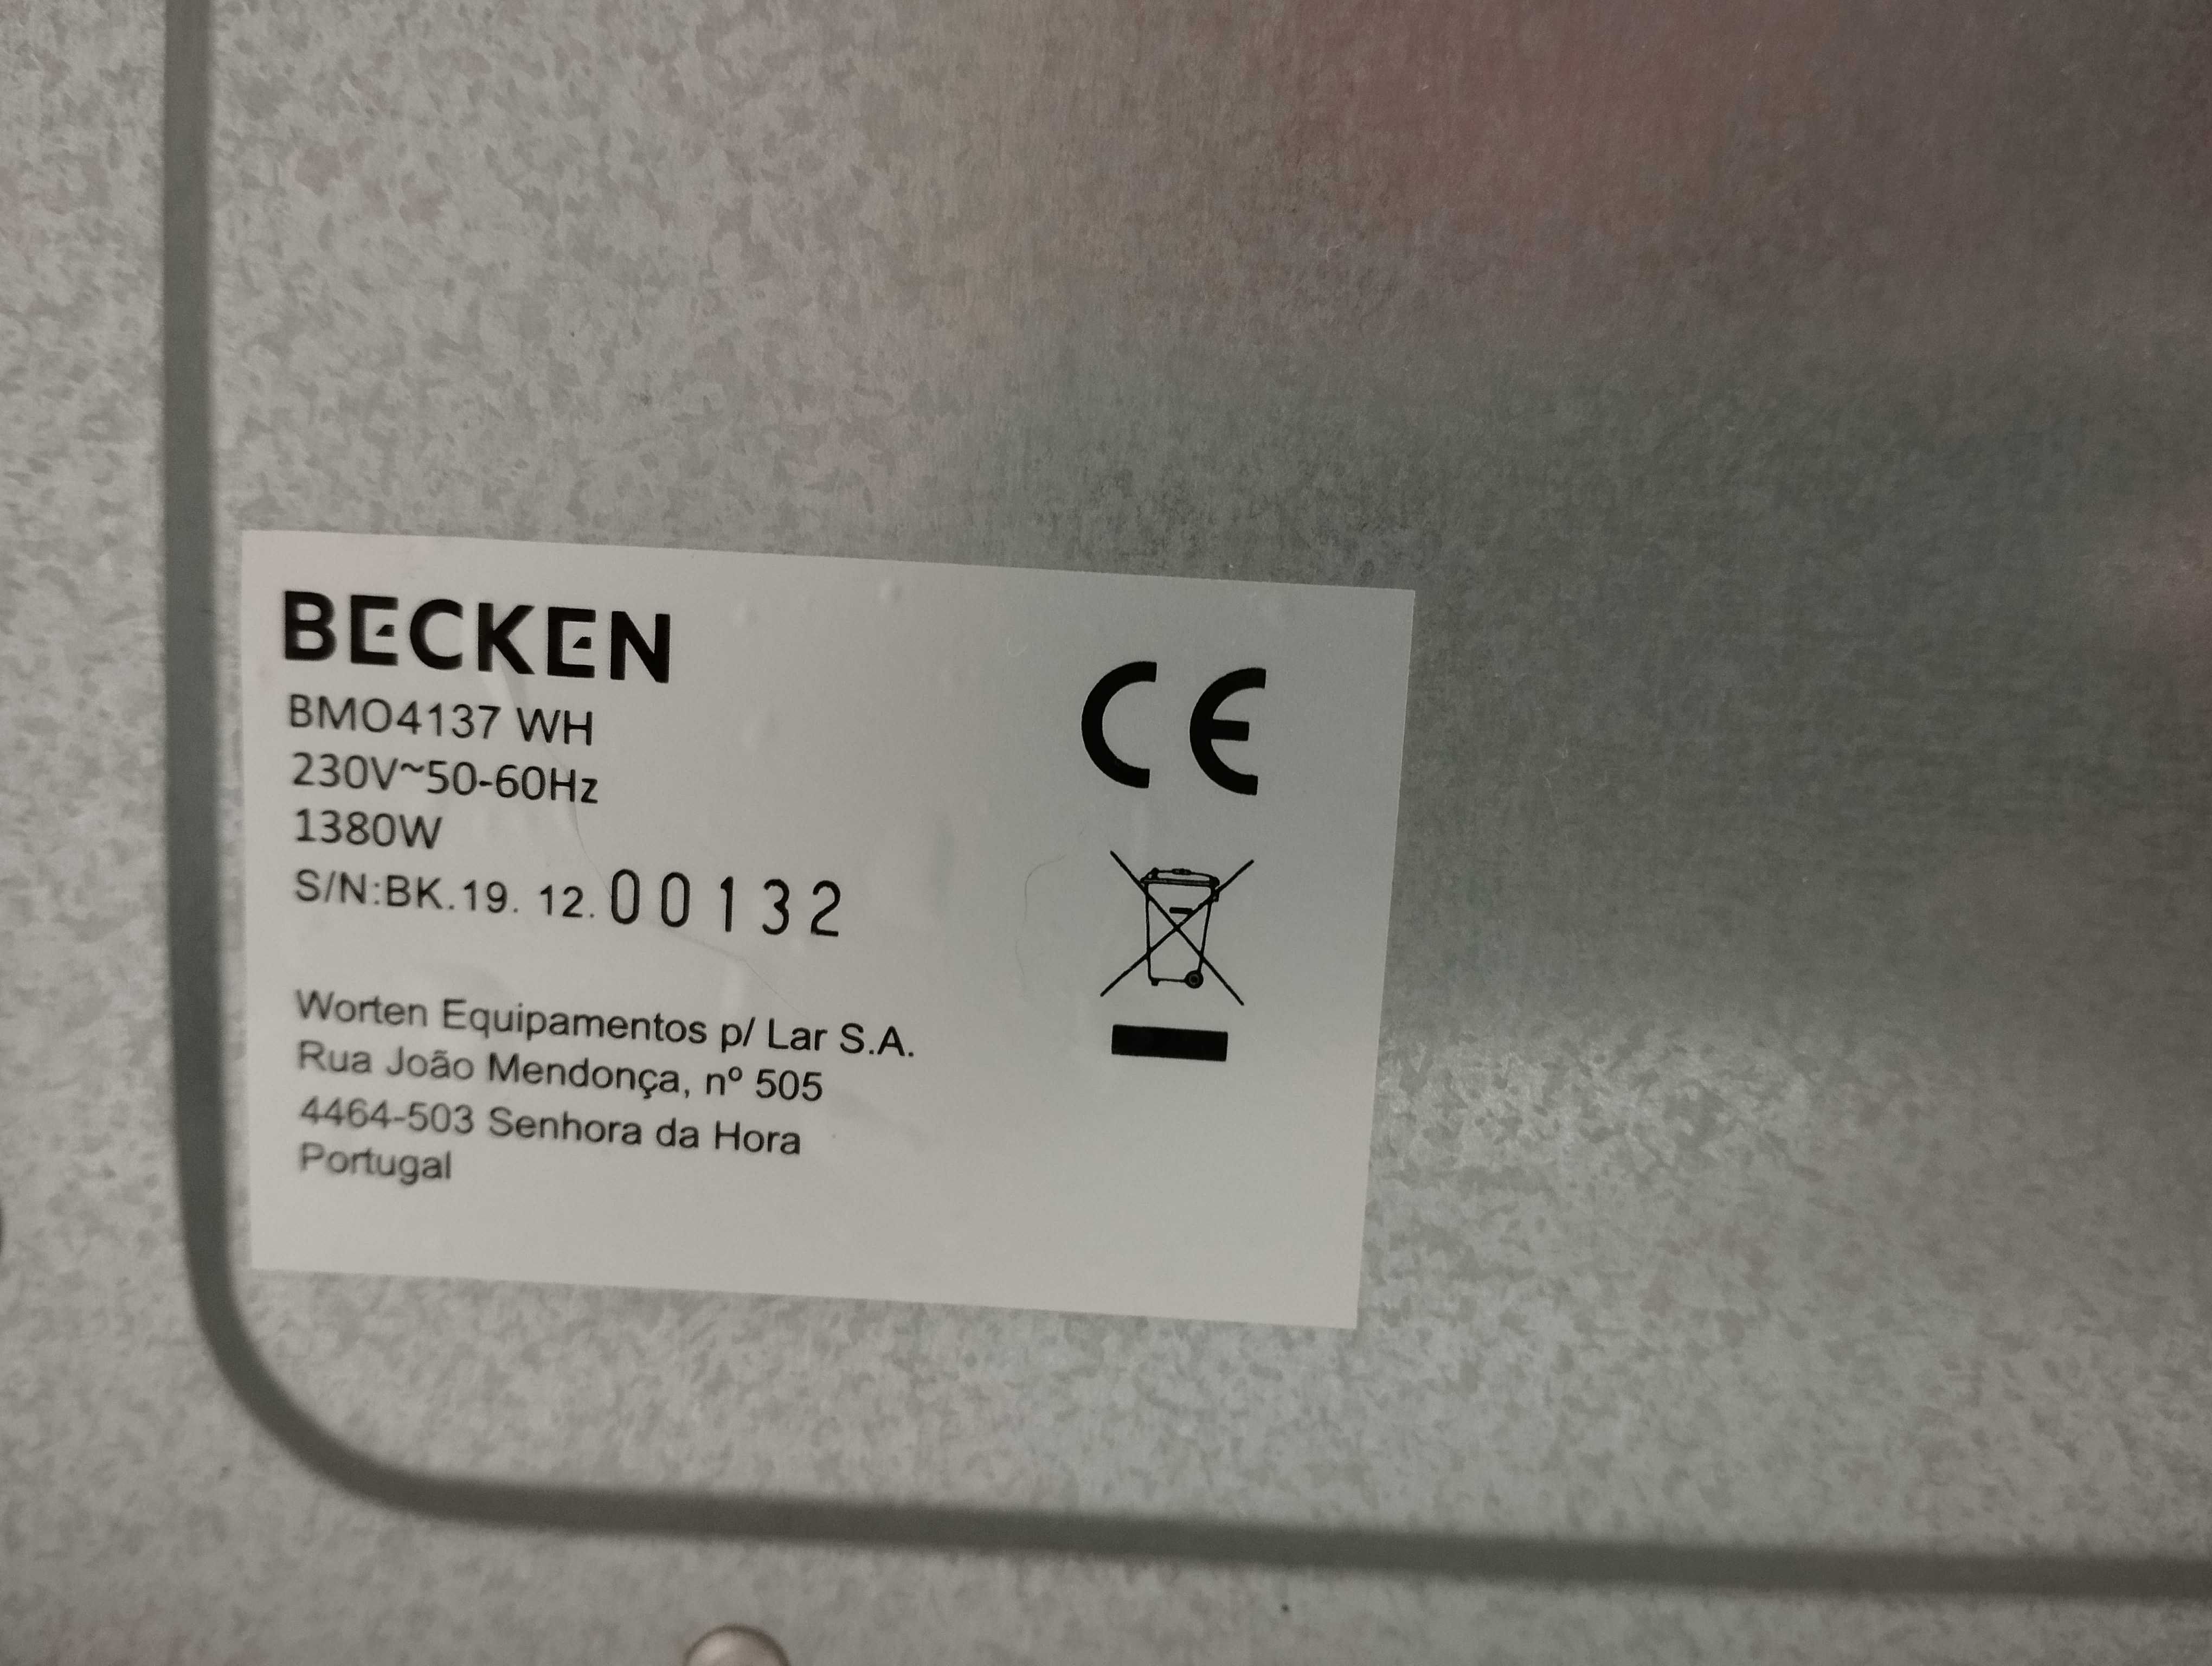 BECKEN
BMO4137 WH
230V~50-60Hz
1380W
S/N:BK.19. 12.00132
Worten Equipamentos p/ Lar S.A.
Rua João Mendonça, nº 505
4464-503 Senhora da Hora
Portugal
CE